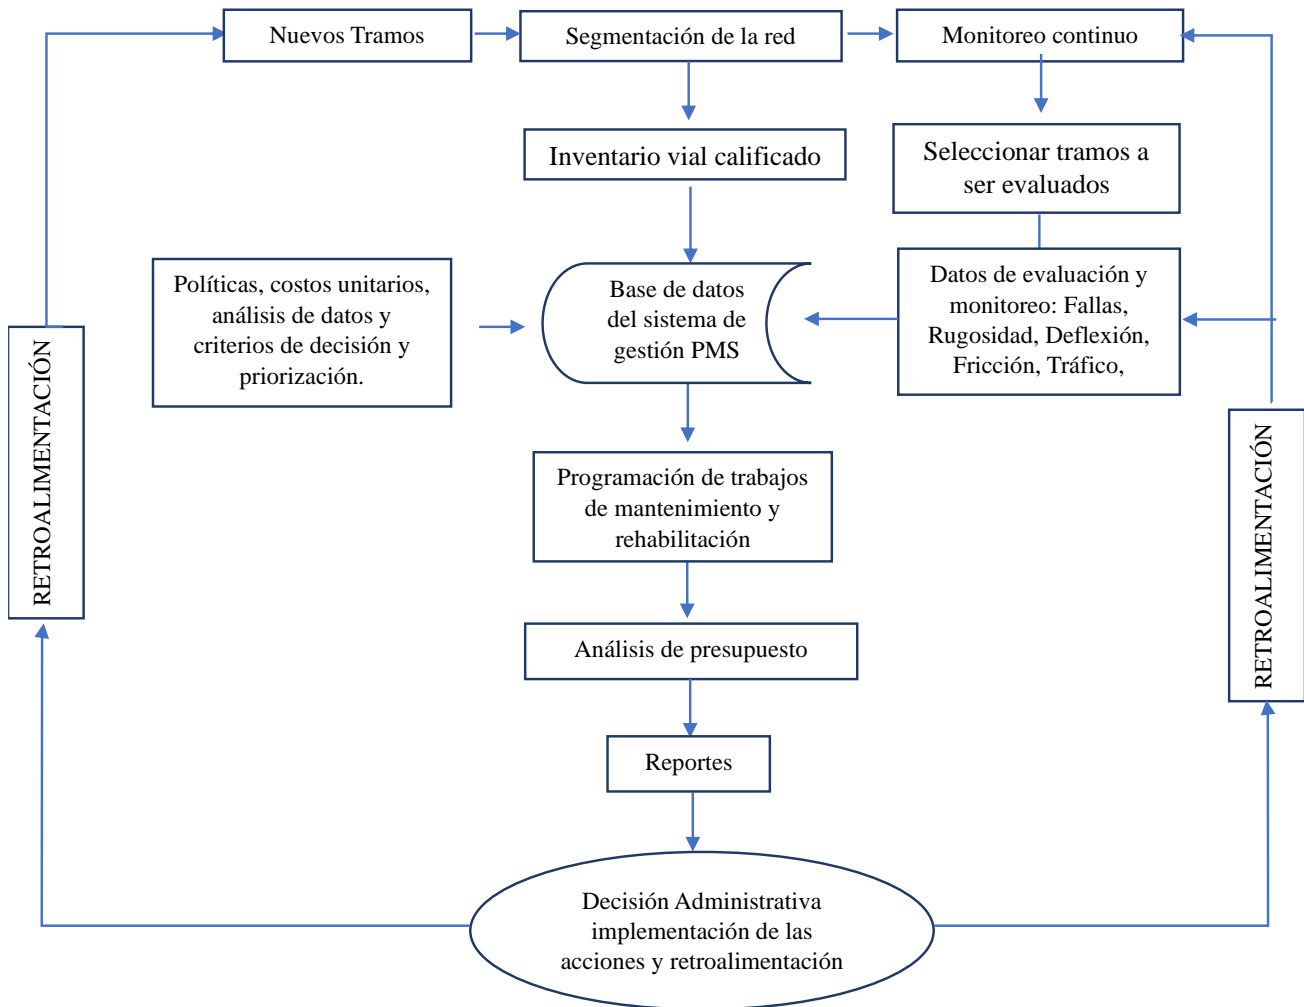 Nuevos Tramos
Segmentación de la red
Monitoreo continuo
Inventario vial calificado
Seleccionar tramos a
ser evaluados
Políticas, costos unitarios,
análisis de datos y
criterios de decisión y
priorización.
Base de datos
del sistema de
gestión PMS
Datos de evaluación y
monitoreo: Fallas,
Rugosidad, Deflexión,
Fricción, Tráfico,
RETROALIMENTACIÓN
RETROALIMENTACIÓN
Programación de trabajos
de mantenimiento y
rehabilitación
Análisis de presupuesto
Reportes
Decisión Administrativa
implementación de las
acciones y retroalimentación